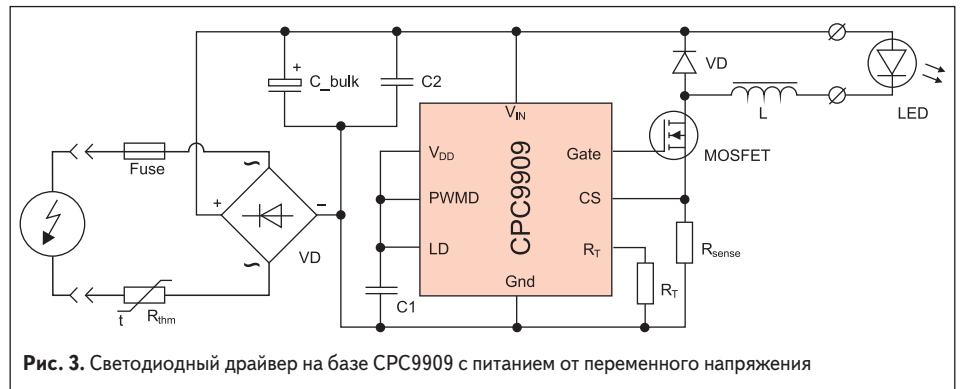 +
C_bulk
C2
VD
L
LED
V_IN
MOSFET
Fuse
V_DD
Gate
~
PWMD
CPC9909
CS
+
−
LD
R_T
R_sense
~
VD
Gnd
R_T
t
R_thm
C1
Рис. 3. Светодиодный драйвер на базе CPC9909 с питанием от переменного напряжения